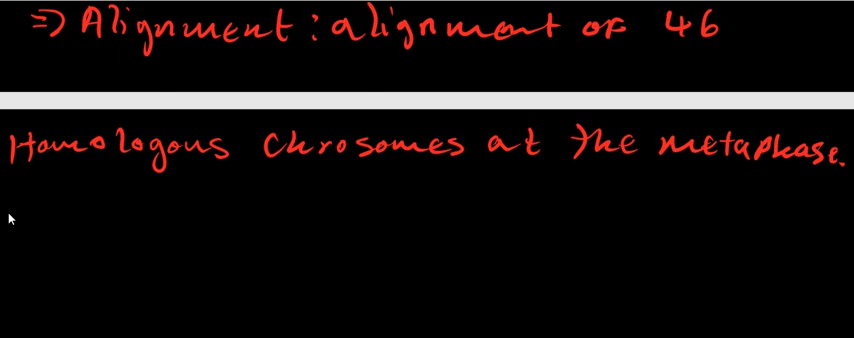 => Alignment: alignment of 46
Homologous Chrosomes at the metaphase.